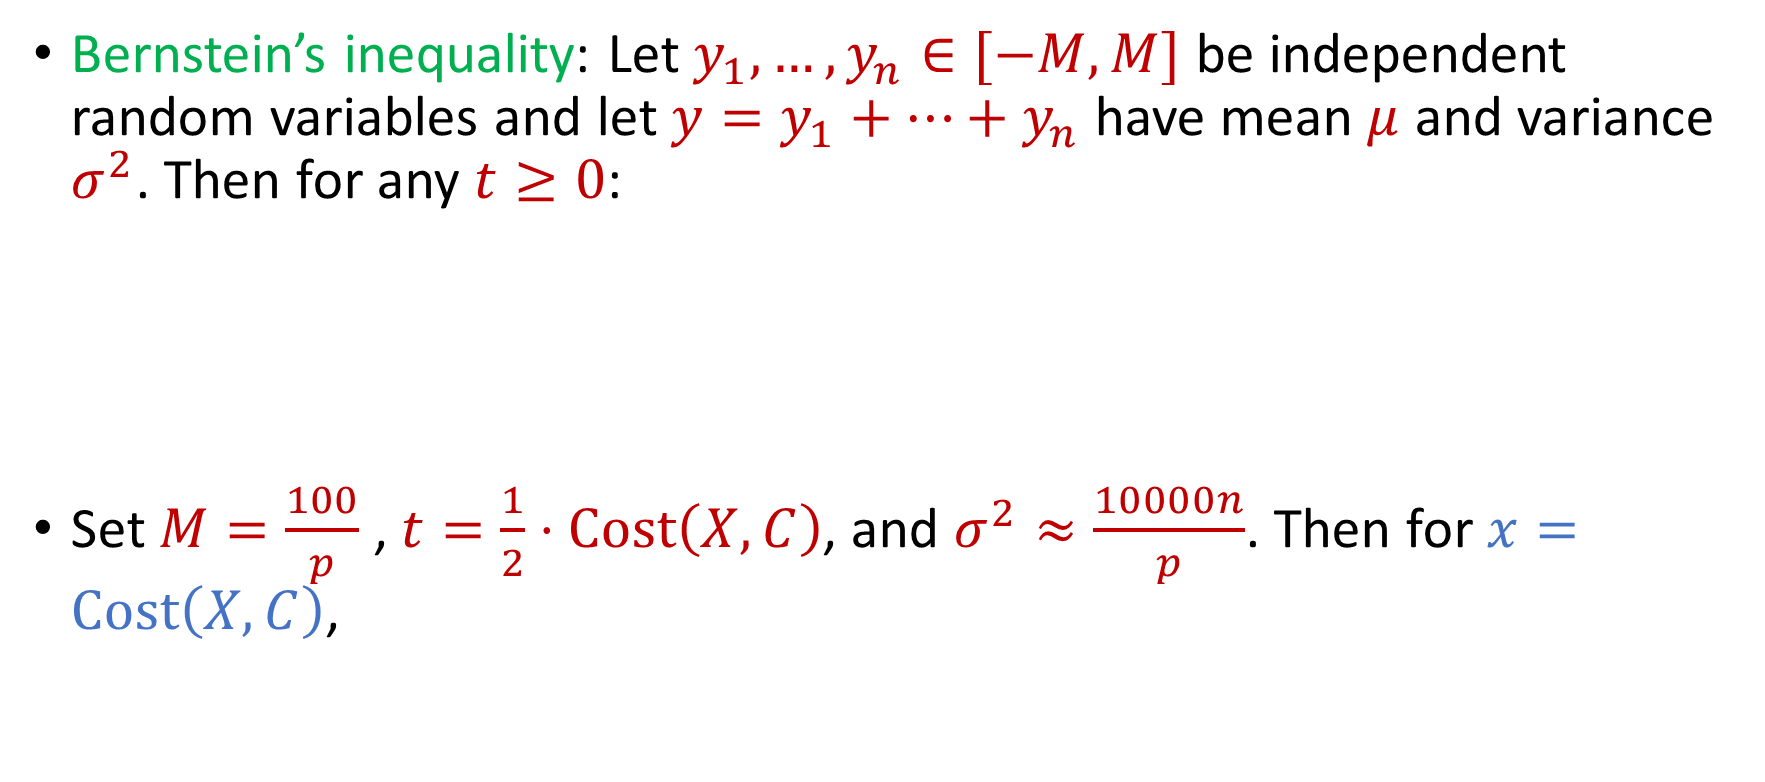 • Bernstein’s inequality: Let y₁, … , yₙ ∈ [−M, M] be independent
random variables and let y = y₁ + ⋯ + yₙ have mean μ and variance
σ². Then for any t ≥ 0:
• Set M = 100/p , t = 1/2 · Cost(X, C), and σ² ≈ 10000n/p. Then for x =
Cost(X, C),